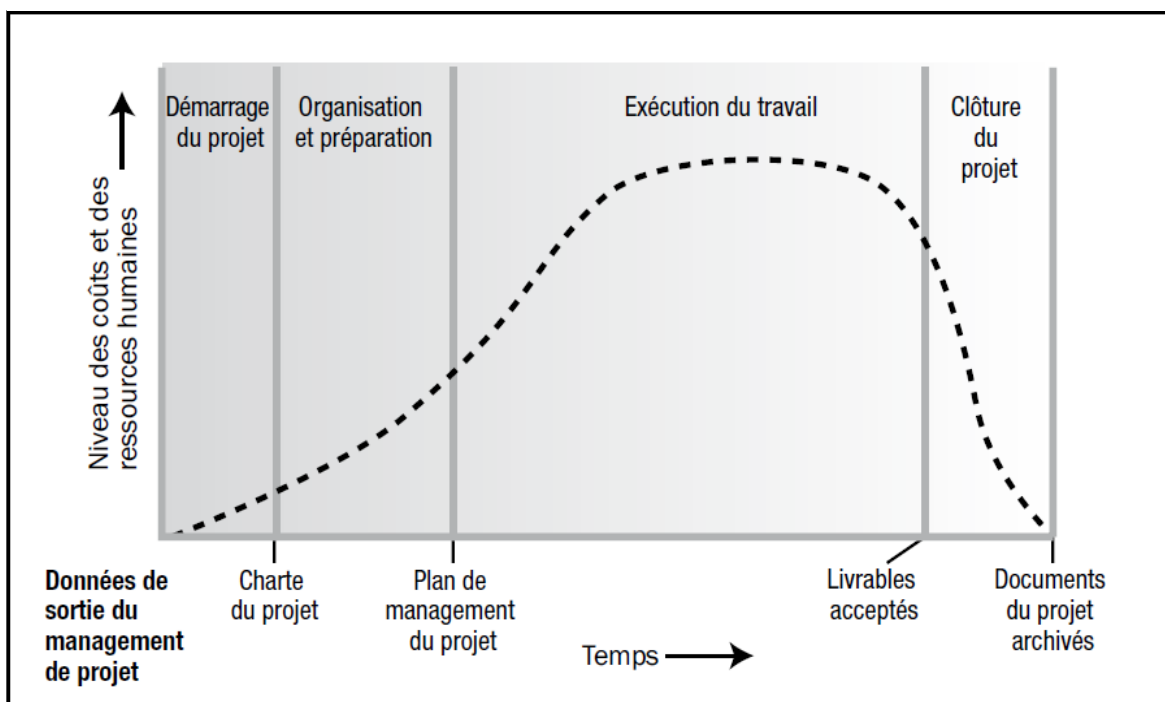 Démarrage
du projet
Organisation
et préparation
Exécution du travail
Clôture
du
projet
Niveau des coûts et des
ressources humaines
Données de
sortie du
management
de projet
Charte
du projet
Plan de
management
du projet
Livrables
acceptés
Documents
du projet
archivés
Temps